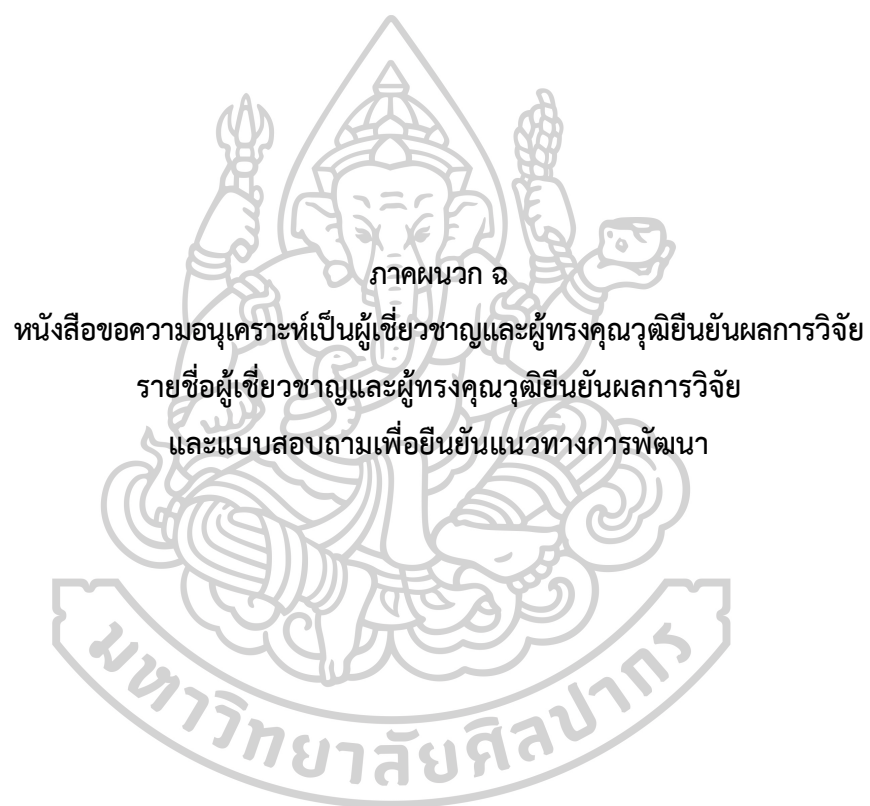 ภาคผนวก ฉ
หนังสือขอความอนุเคราะห์เป็นผู้เชี่ยวชาญและผู้ทรงคุณวุฒิยืนยันผลการวิจัย
รายชื่อผู้เชี่ยวชาญและผู้ทรงคุณวุฒิยืนยันผลการวิจัย
และแบบสอบถามเพื่อยืนยันแนวทางการพัฒนา
มหาวิทยาลัยศิลปากร